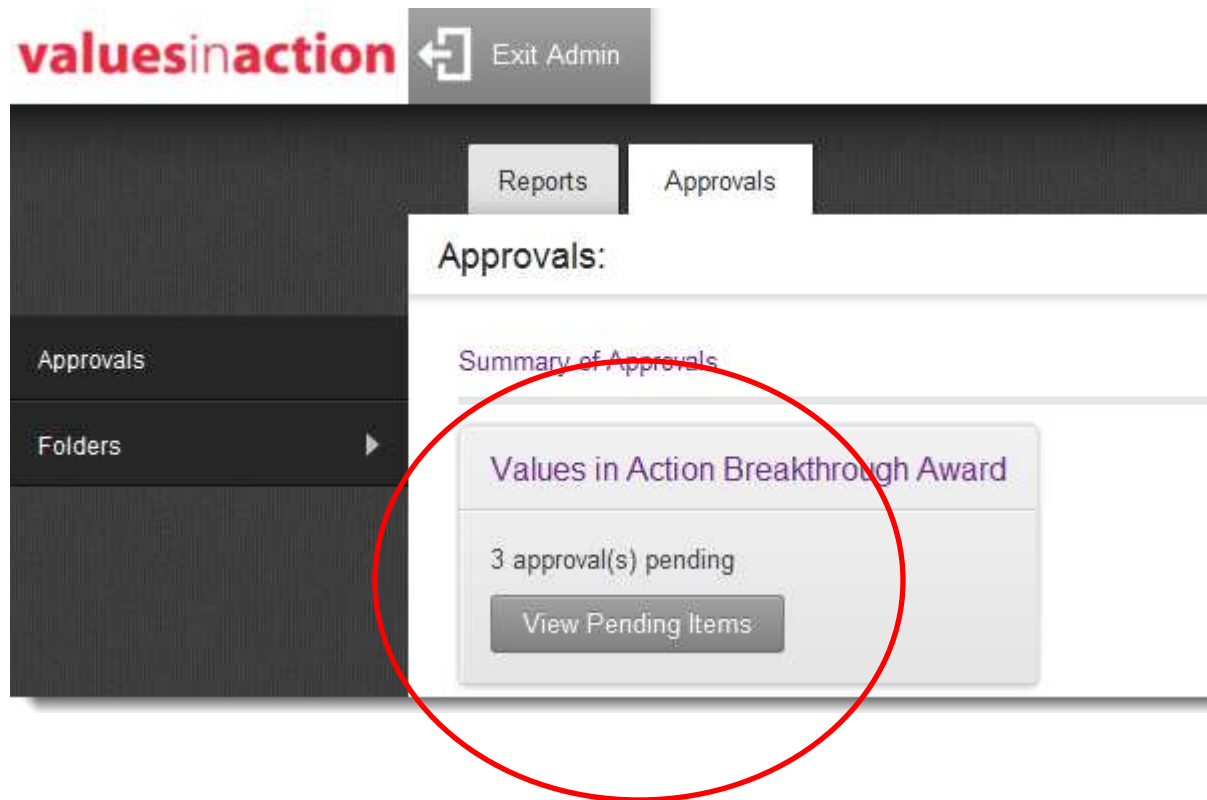 valuesinaction
Exit Admin
Reports
Approvals
Approvals:
Approvals
Folders
Summary of Approvals
Values in Action Breakthrough Award
3 approval(s) pending
View Pending Items